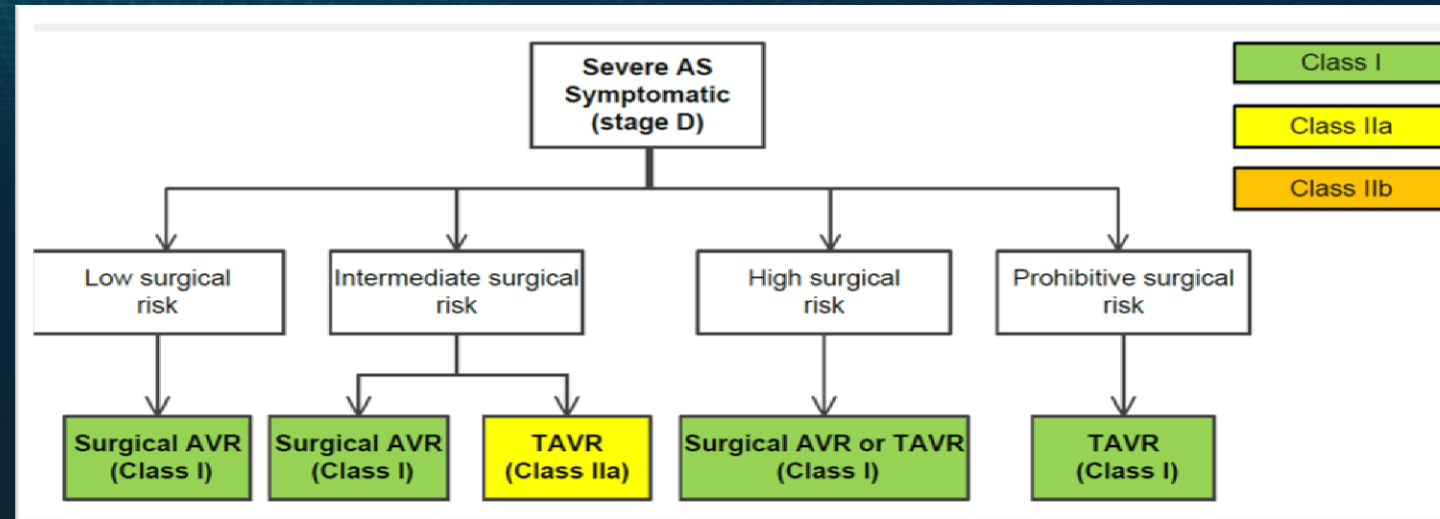 Severe AS
Symptomatic
(stage D)
Class I
Class IIa
Class IIb
Low surgical
risk
Intermediate surgical
risk
High surgical
risk
Prohibitive surgical
risk
Surgical AVR
(Class I)
Surgical AVR
(Class I)
TAVR
(Class IIa)
Surgical AVR or TAVR
(Class I)
TAVR
(Class I)